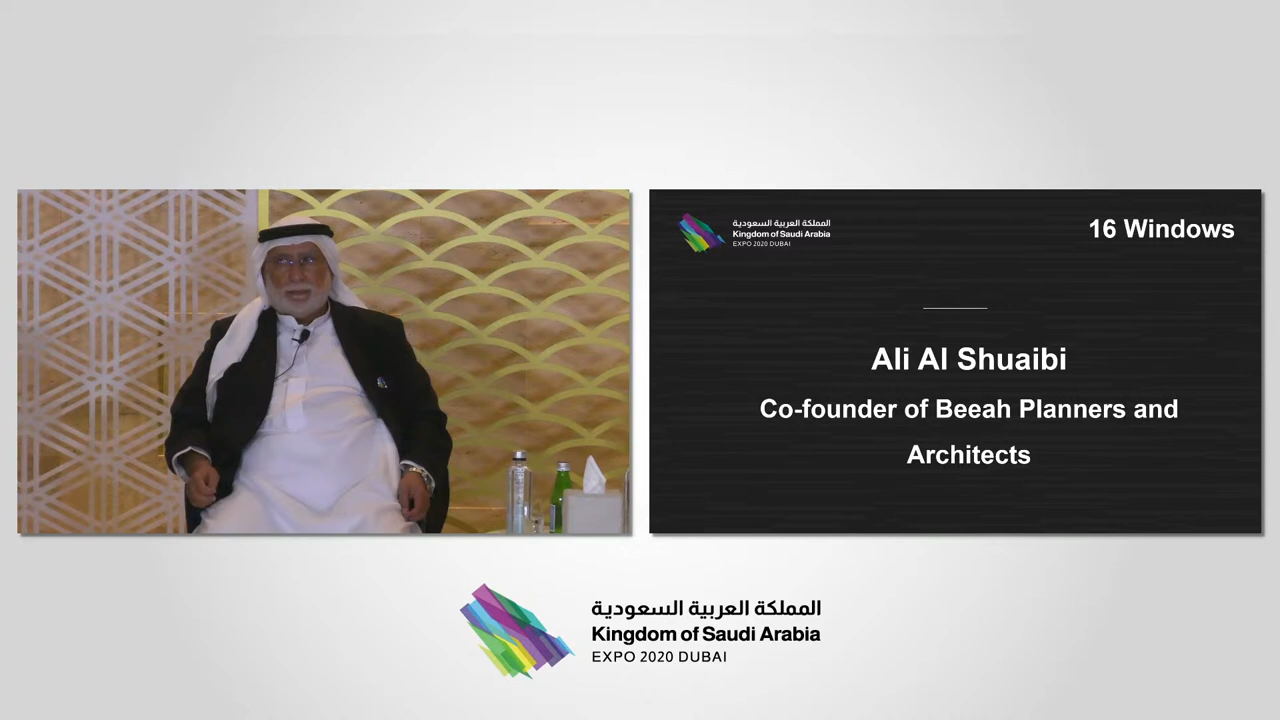 المملكة العربية السعودية
Kingdom of Saudi Arabia
EXPO 2020 DUBAI
16 Windows
Ali Al Shuaibi
Co-founder of Beeah Planners and
Architects
المملكة العربية السعودية
Kingdom of Saudi Arabia
EXPO 2020 DUBAI